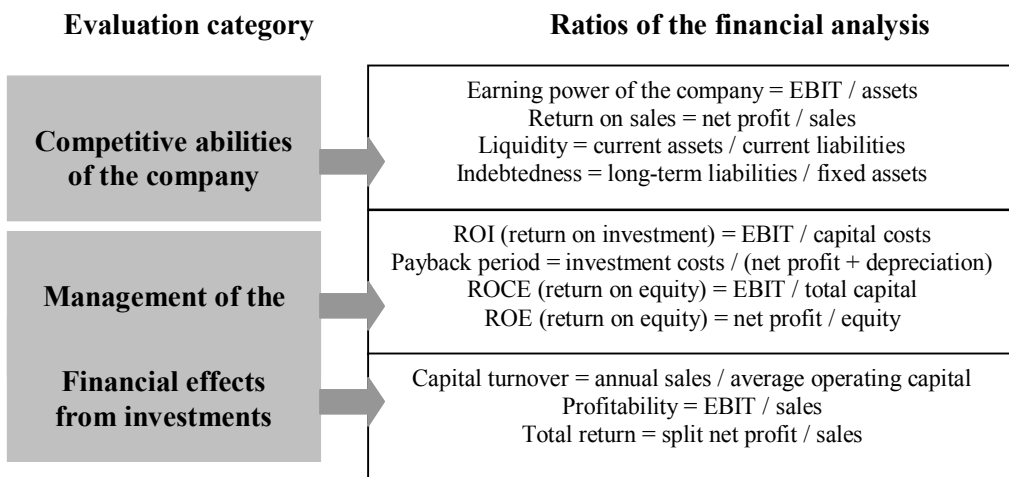 Evaluation category
Ratios of the financial analysis
Competitive abilities
of the company
Earning power of the company = EBIT / assets
Return on sales = net profit / sales
Liquidity = current assets / current liabilities
Indebtedness = long-term liabilities / fixed assets
Management of the
ROI (return on investment) = EBIT / capital costs
Payback period = investment costs / (net profit + depreciation)
ROCE (return on equity) = EBIT / total capital
ROE (return on equity) = net profit / equity
Financial effects
from investments
Capital turnover = annual sales / average operating capital
Profitability = EBIT / sales
Total return = split net profit / sales